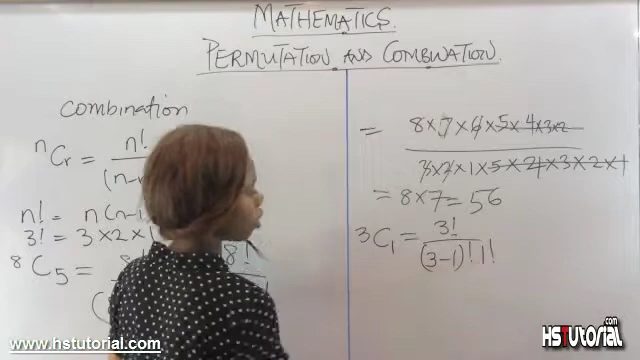 MATHEMATICS.
PERMUTATION AND COMBINATION.
combination
nCr = n!
(n-
n! = n(n-1
3! = 3×2×1
8C5 = 8!
(
= 8×7×6×5×4×3×2
3×2×1×5×4×3×2×1
= 8×7=56
3C1 = 3!
(3-1)!1!
www.hstutorial.com
HSTutorial.com